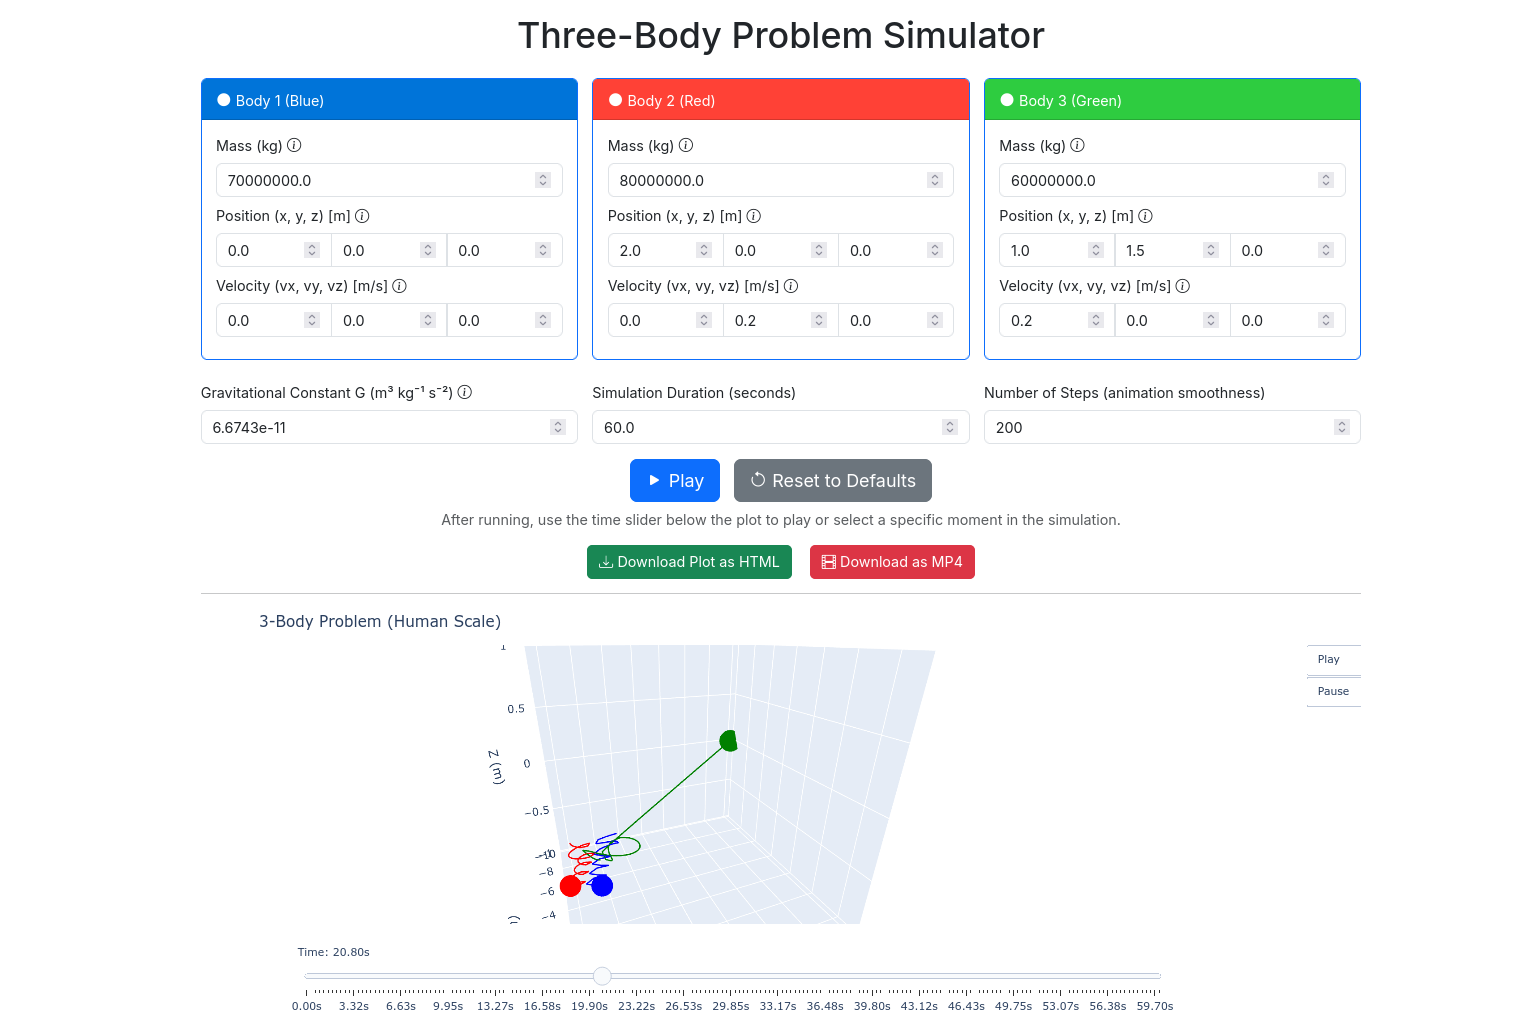 Three-Body Problem Simulator
Body 1 (Blue)
Mass (kg)
70000000.0
Position (x, y, z) [m]
0.0 0.0 0.0
Velocity (vx, vy, vz) [m/s]
0.0 0.0 0.0
Body 2 (Red)
Mass (kg)
80000000.0
Position (x, y, z) [m]
2.0 0.0 0.0
Velocity (vx, vy, vz) [m/s]
0.0 0.2 0.0
Body 3 (Green)
Mass (kg)
60000000.0
Position (x, y, z) [m]
1.0 1.5 0.0
Velocity (vx, vy, vz) [m/s]
0.2 0.0 0.0
Gravitational Constant G (m³ kg⁻¹ s⁻²)
6.6743e-11
Simulation Duration (seconds)
60.0
Number of Steps (animation smoothness)
200
Play
Reset to Defaults
After running, use the time slider below the plot to play or select a specific moment in the simulation.
Download Plot as HTML
Download as MP4
3-Body Problem (Human Scale)
Play
Pause
1
0.5
0
−0.5
Z (m)
−8
−6
−4
Time: 20.80s
0.00s 3.32s 6.63s 9.95s 13.27s 16.58s 19.90s 23.22s 26.53s 29.85s 33.17s 36.48s 39.80s 43.12s 46.43s 49.75s 53.07s 56.38s 59.70s